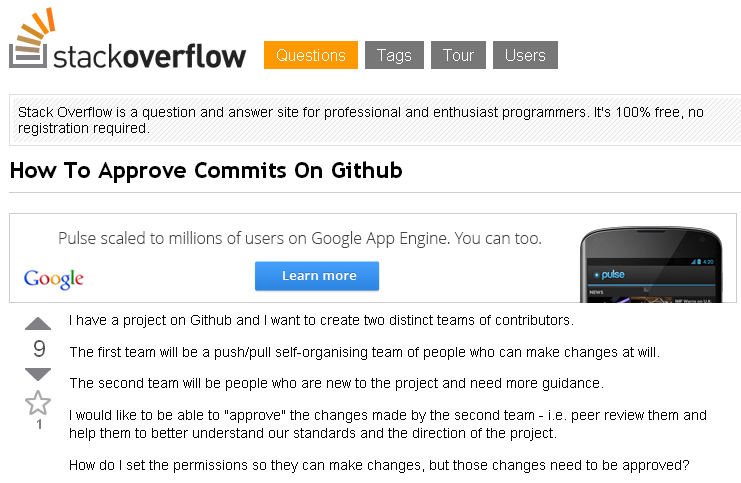 stackoverflow
Questions
Tags
Tour
Users
Stack Overflow is a question and answer site for professional and enthusiast programmers. It's 100% free, no
registration required.
How To Approve Commits On Github
Pulse scaled to millions of users on Google App Engine. You can too.
Google
Learn more
4:20
pulse
NEWS
I have a project on Github and I want to create two distinct teams of contributors.
9
The first team will be a push/pull self-organising team of people who can make changes at will.
The second team will be people who are new to the project and need more guidance.
1
I would like to be able to "approve" the changes made by the second team - i.e. peer review them and
help them to better understand our standards and the direction of the project.
How do I set the permissions so they can make changes, but those changes need to be approved?